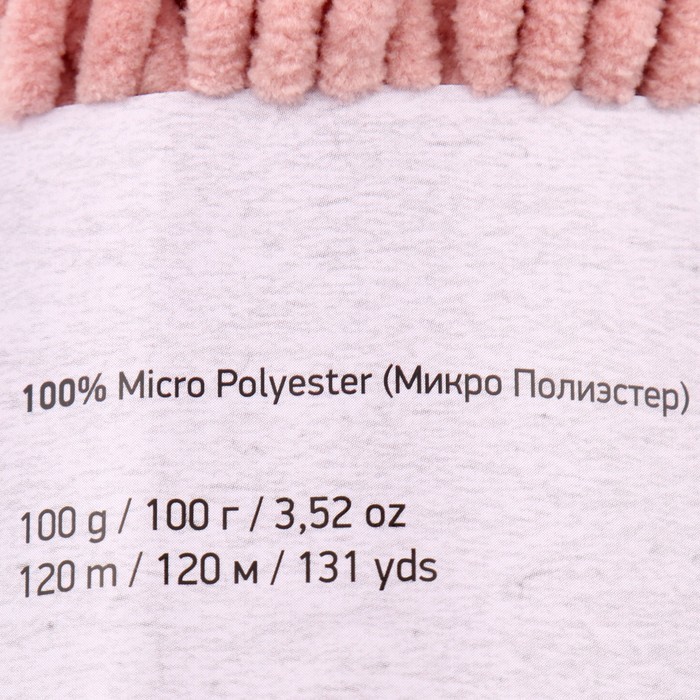 100% Micro Polyester (Микро Полиэстер)
100 g / 100 г / 3,52 oz
120 m / 120 м / 131 yds